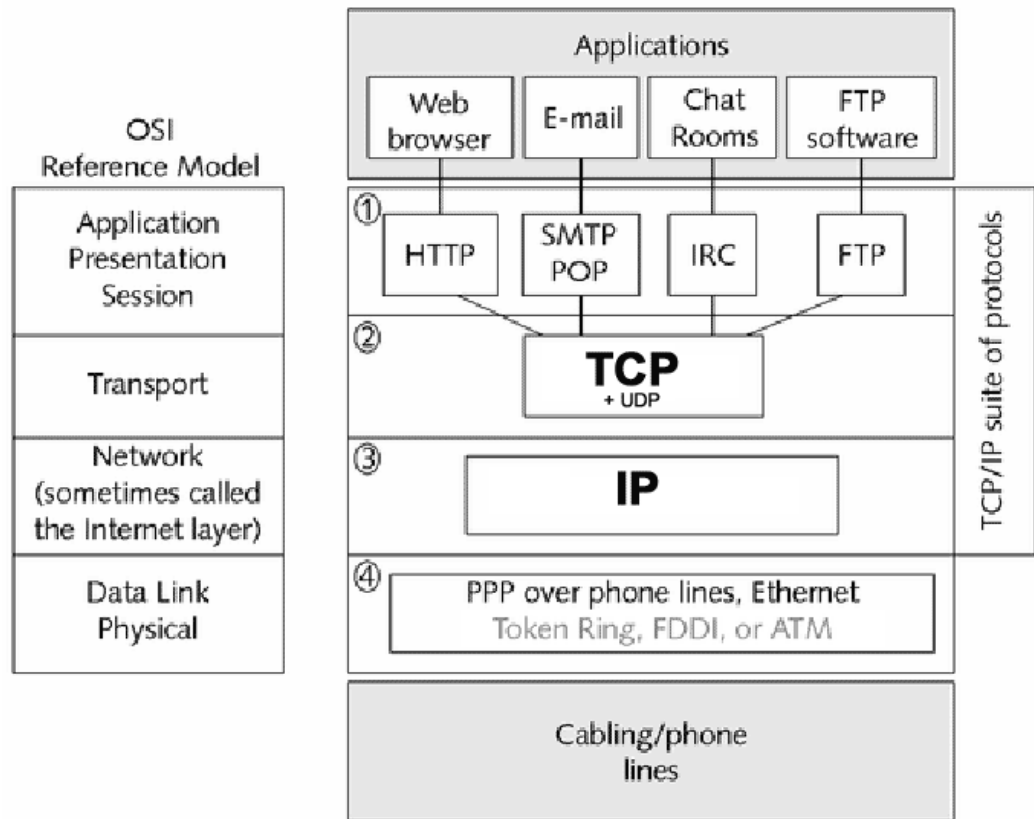 Applications
Web
browser
E-mail
Chat
Rooms
FTP
software
OSI
Reference Model
Application
Presentation
Session
①
HTTP
SMTP
POP
IRC
FTP
②
Transport
TCP
+ UDP
Network
(sometimes called
the Internet layer)
③
IP
TCP/IP suite of protocols
Data Link
Physical
④
PPP over phone lines, Ethernet
Token Ring, FDDI, or ATM
Cabling/phone
lines